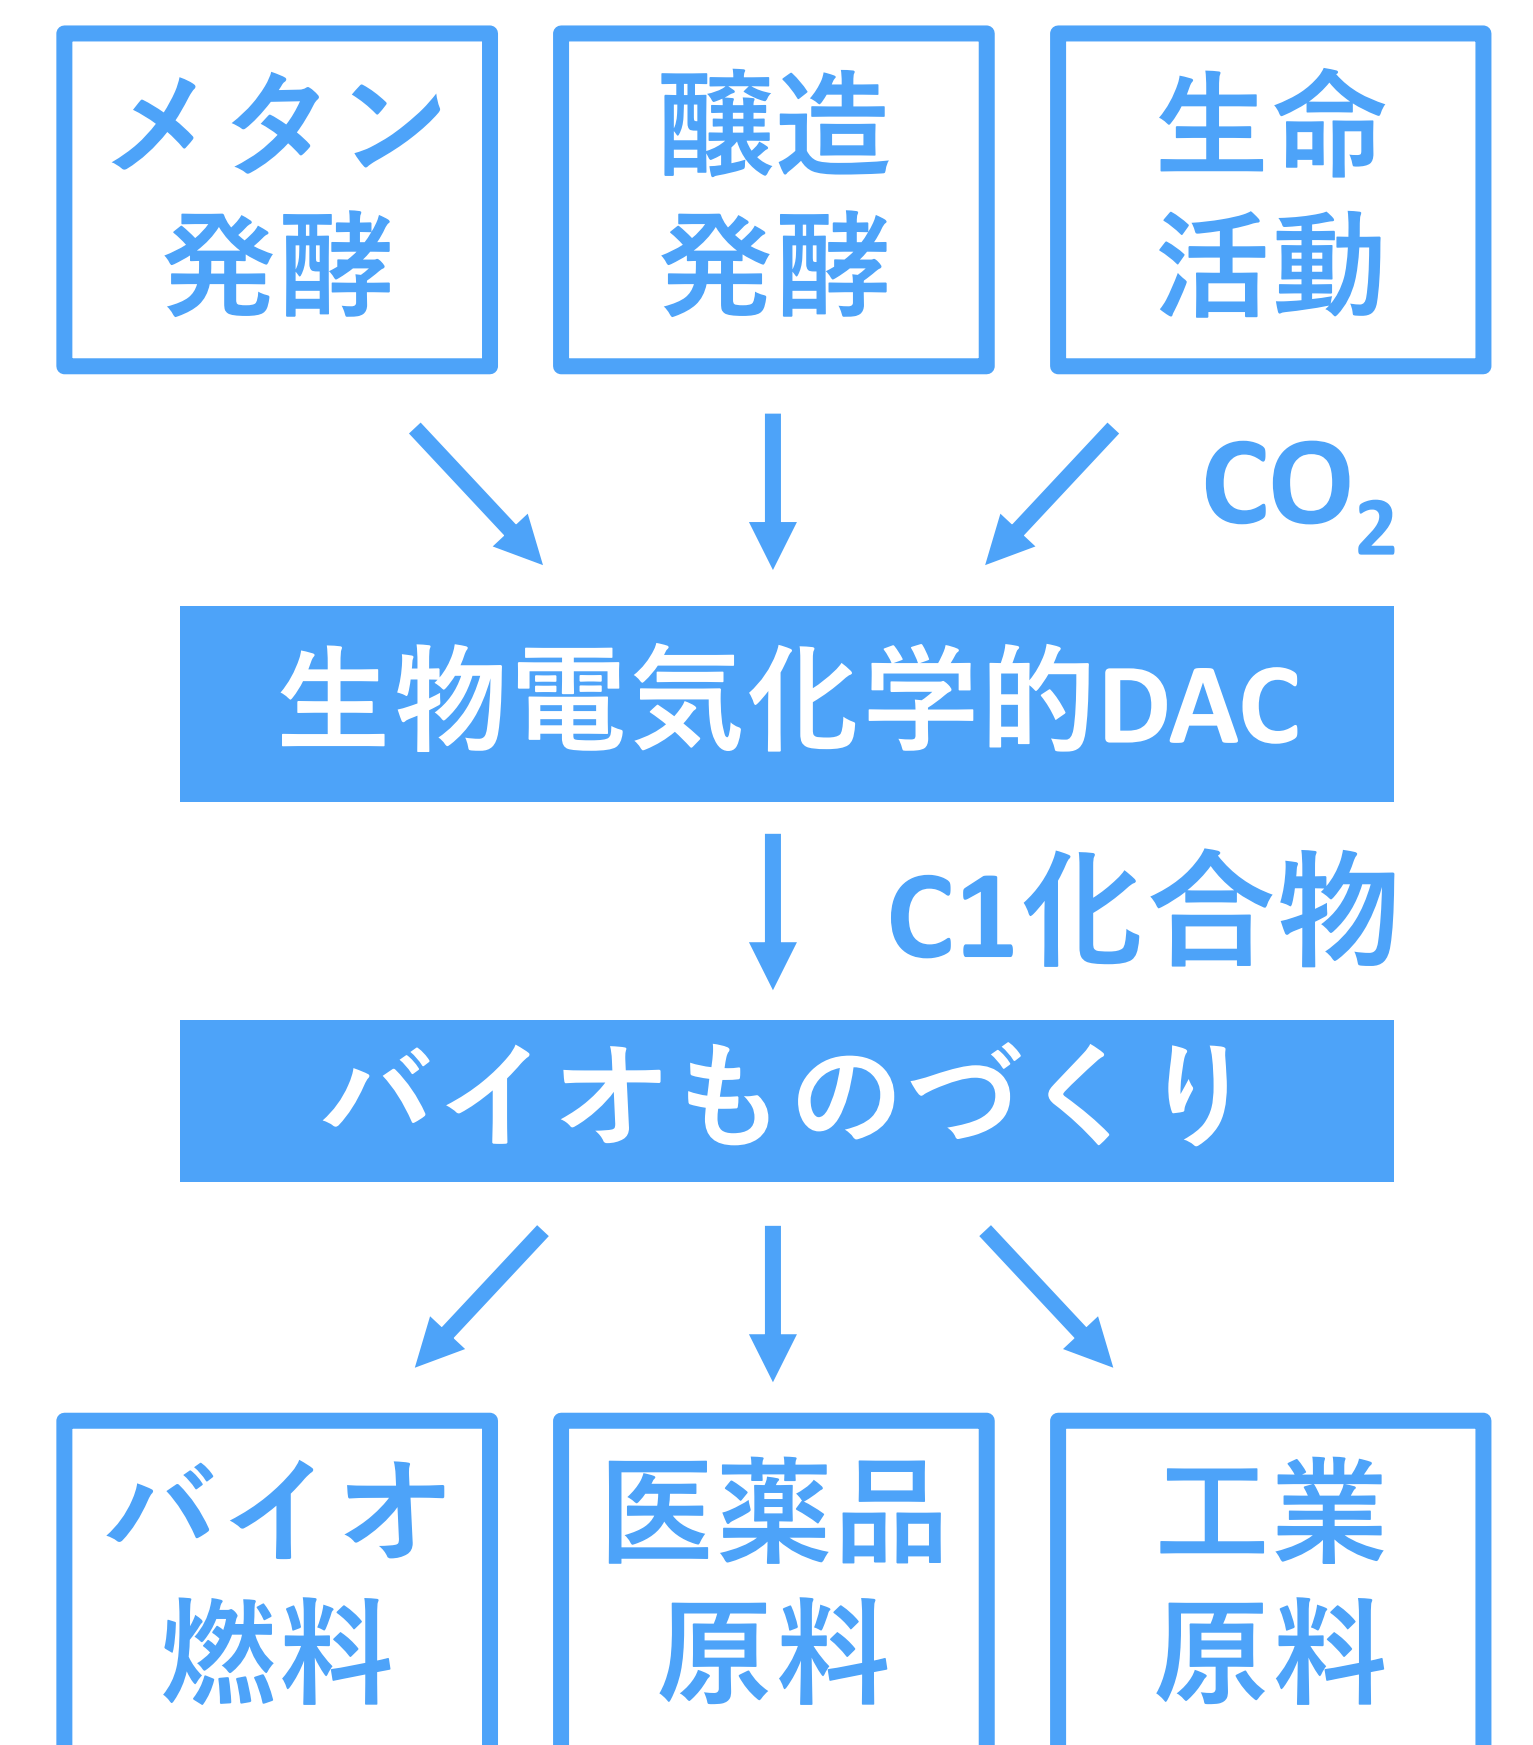 メタン
発酵
醸造
発酵
生命
活動
CO₂
生物電気化学的DAC
C1化合物
バイオものづくり
バイオ
燃料
医薬品
原料
工業
原料